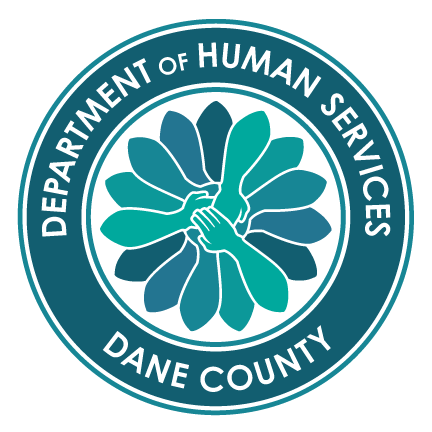 DEPARTMENT OF HUMAN SERVICES
DANE COUNTY